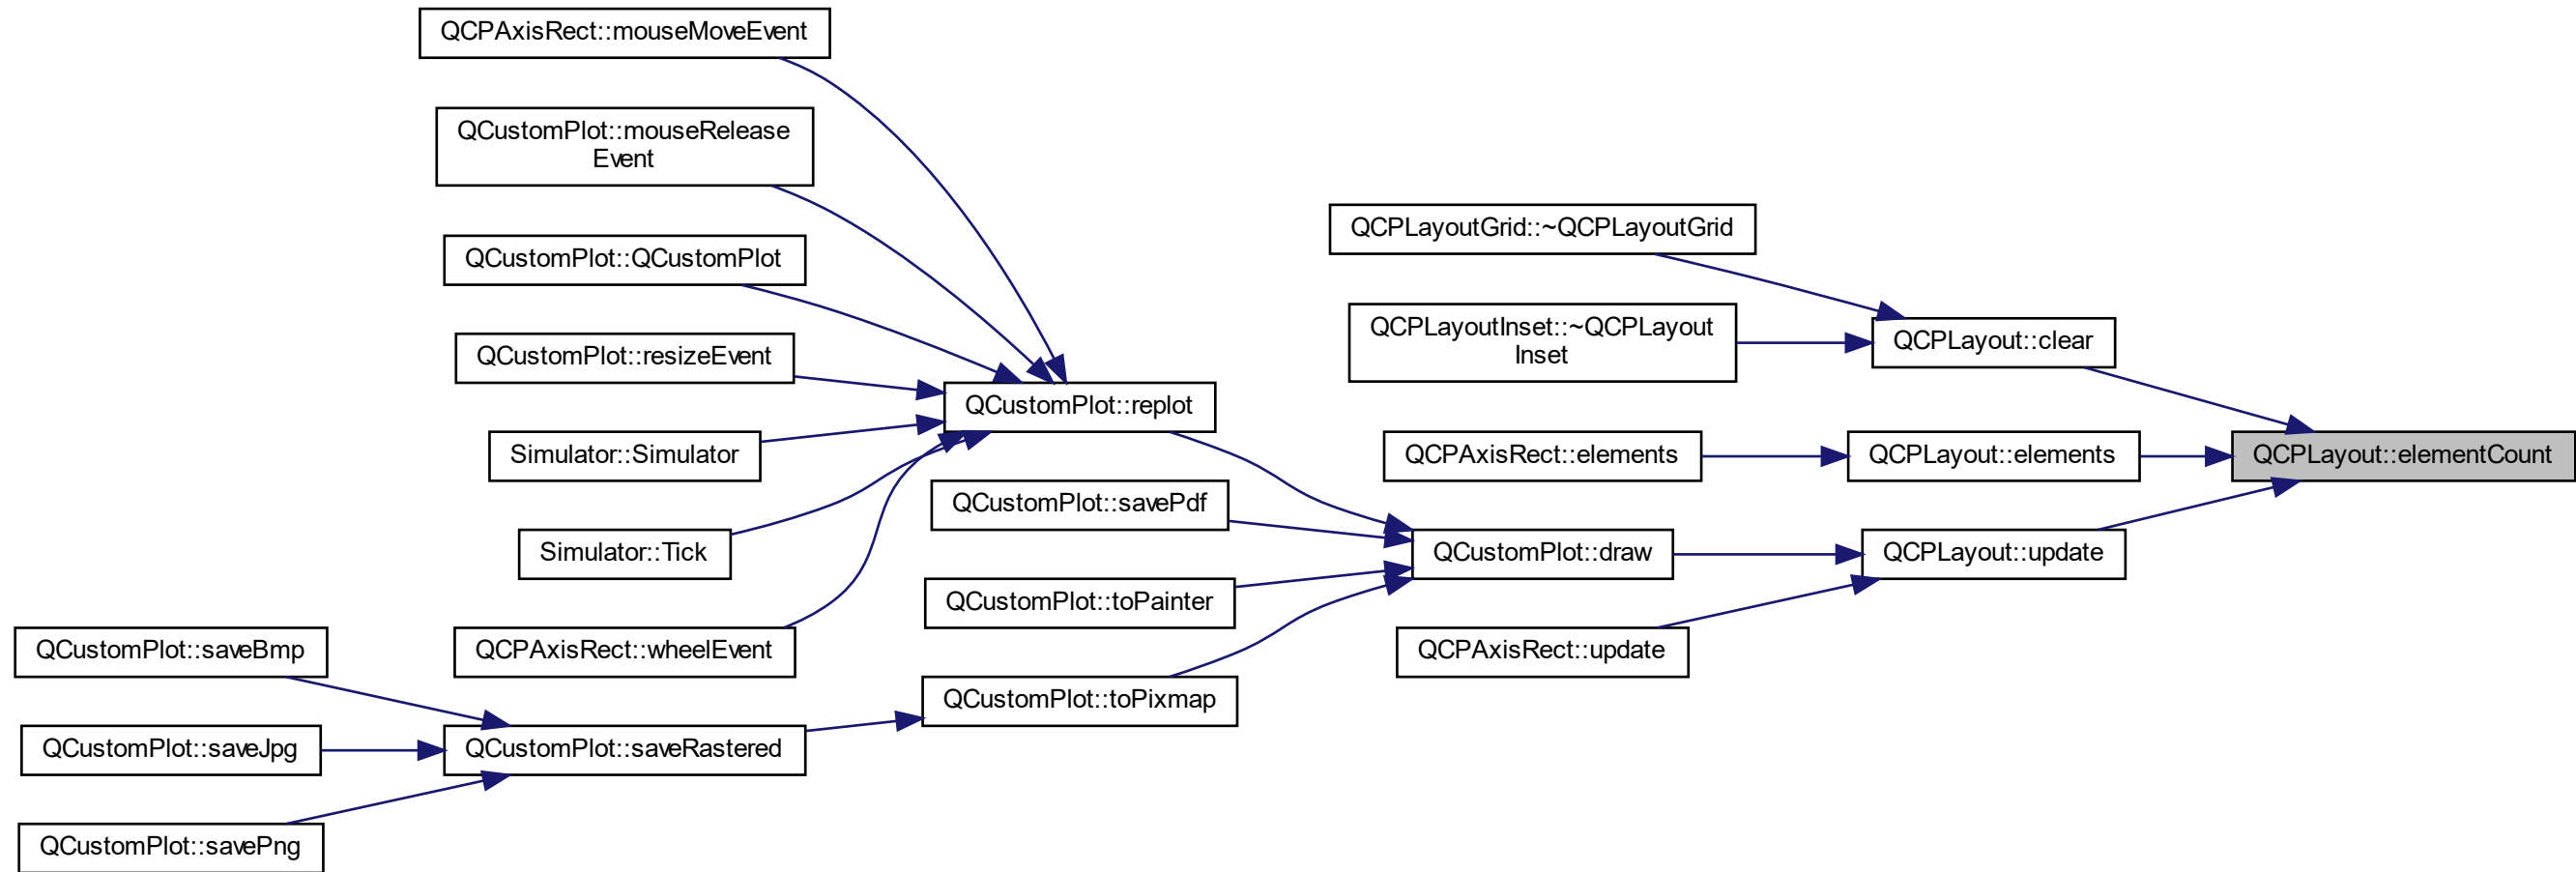 QCPAxisRect::mouseMoveEvent
QCustomPlot::mouseRelease
Event
QCustomPlot::QCustomPlot
QCustomPlot::resizeEvent
Simulator::Simulator
Simulator::Tick
QCPAxisRect::wheelEvent
QCustomPlot::saveBmp
QCustomPlot::saveJpg
QCustomPlot::savePng
QCustomPlot::saveRastered
QCustomPlot::replot
QCustomPlot::savePdf
QCustomPlot::toPainter
QCustomPlot::toPixmap
QCPLayoutGrid::~QCPLayoutGrid
QCPLayoutInset::~QCPLayout
Inset
QCPAxisRect::elements
QCustomPlot::draw
QCPAxisRect::update
QCPLayout::clear
QCPLayout::elements
QCPLayout::update
QCPLayout::elementCount